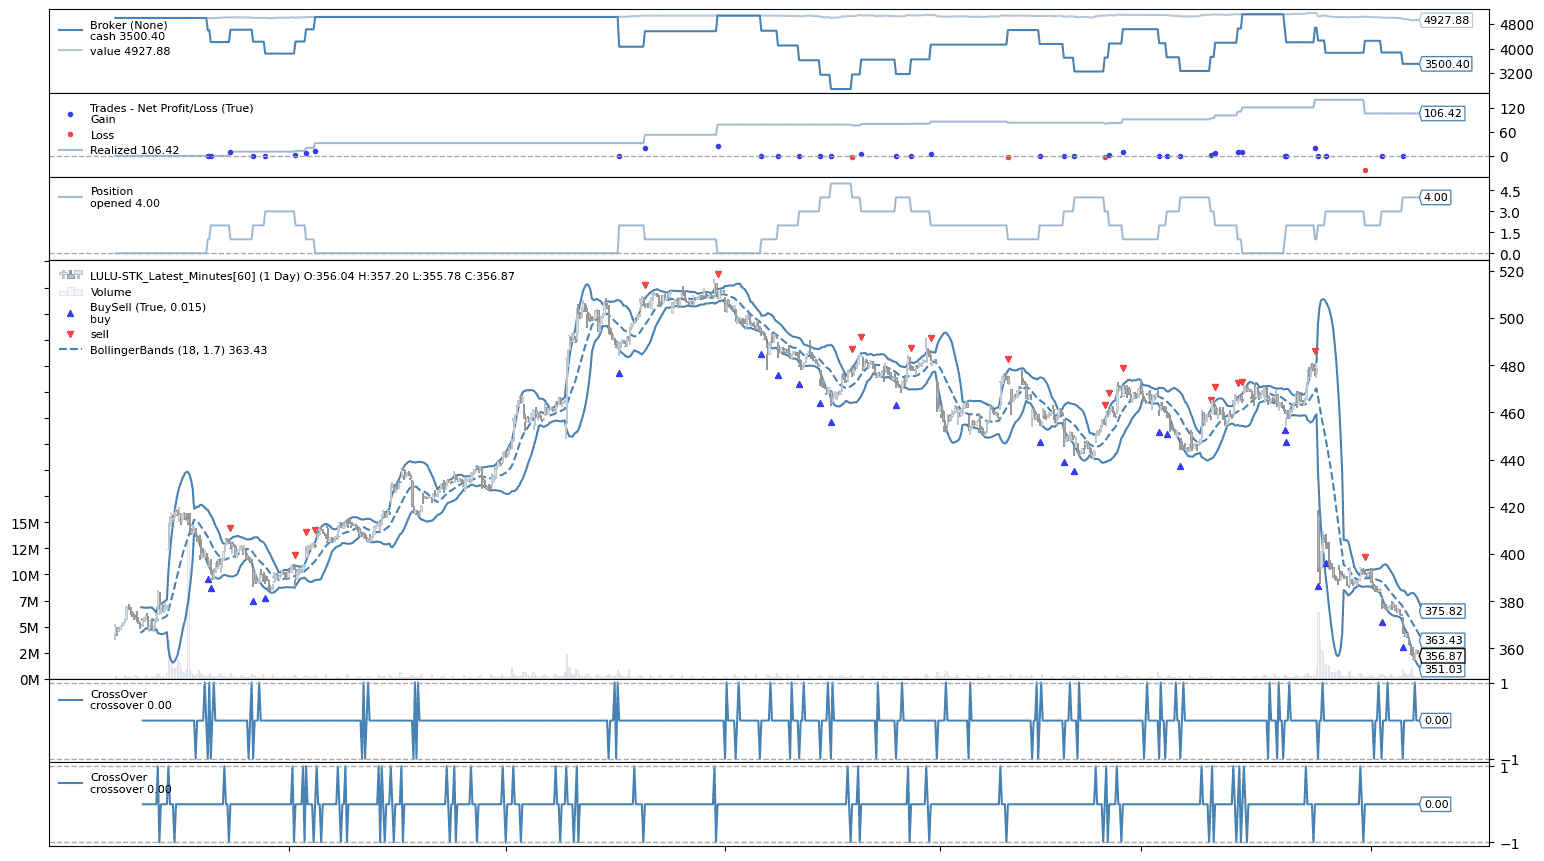 Broker (None)
cash 3500.40
value 4927.88
4927.88
4800
4000
3500.40
3200
Trades - Net Profit/Loss (True)
Gain
Loss
Realized 106.42
120
106.42
60
0
Position
opened 4.00
4.5
4.00
3.0
1.5
0.0
LULU-STK_Latest_Minutes[60] (1 Day) O:356.04 H:357.20 L:355.78 C:356.87
Volume
BuySell (True, 0.015)
buy
sell
BollingerBands (18, 1.7) 363.43
520
500
480
460
440
420
400
380
375.82
363.43
360
356.87
351.03
15M
12M
10M
7M
5M
2M
0M
CrossOver
crossover 0.00
1
0.00
−1
CrossOver
crossover 0.00
1
0.00
−1